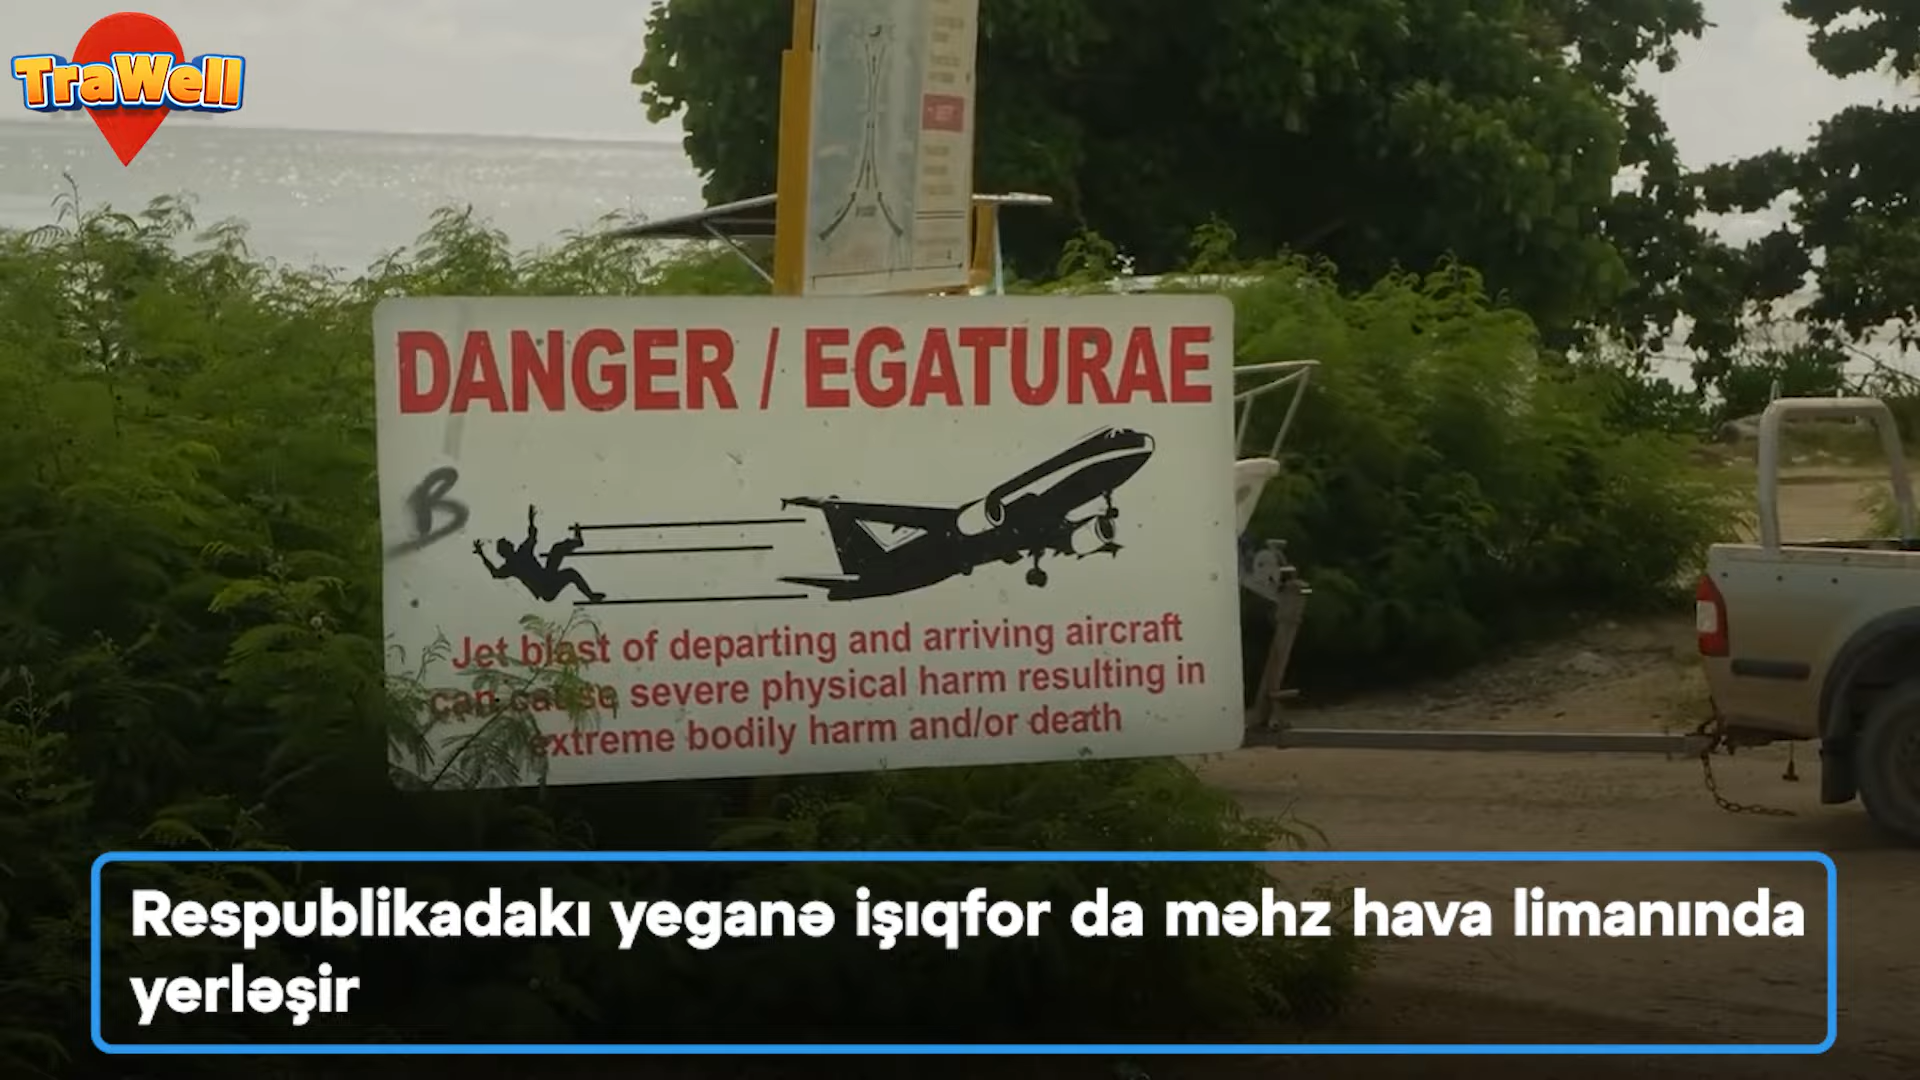 TraWell
DANGER / EGATURAE
B
Jet blast of departing and arriving aircraft
can cause severe physical harm resulting in
extreme bodily harm and/or death
Respublikadakı yeganə işıqfor da məhz hava limanında
yerləşir